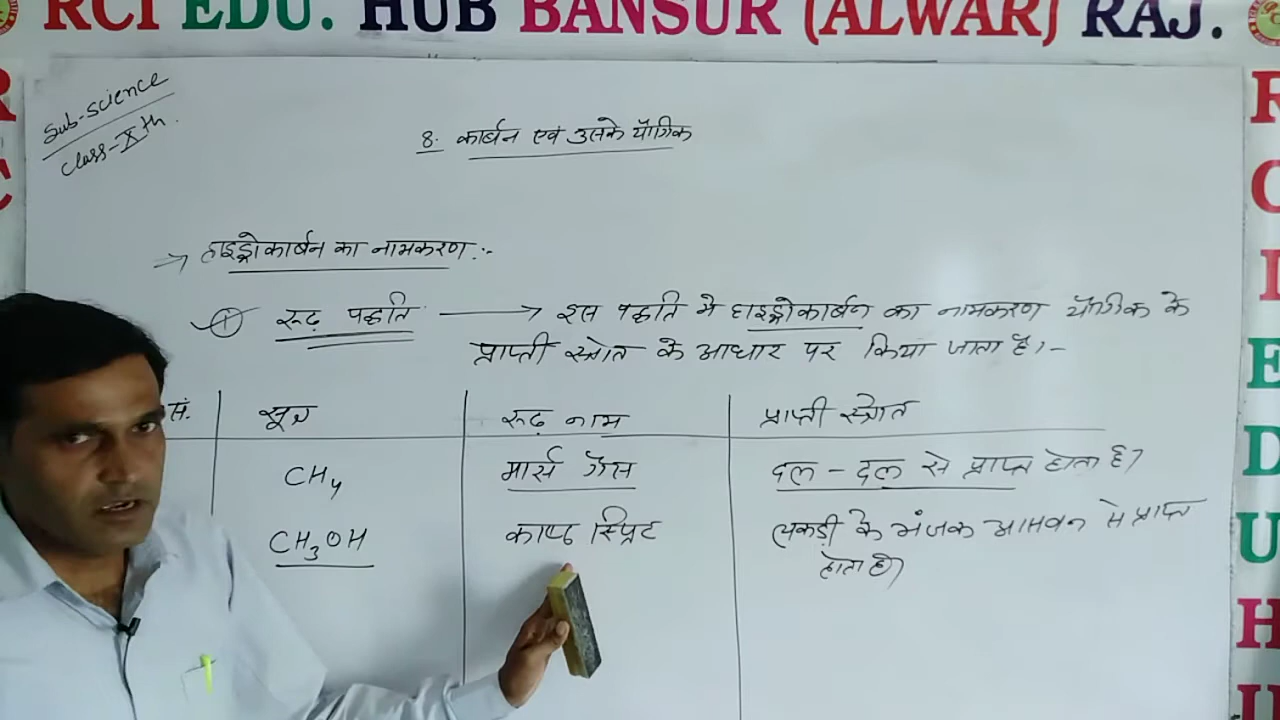 RCI EDU. HUB BANSUR (ALWAR) RAJ.
Sub-science
Class-Xth.
8. कार्बन एवं उसके यौगिक
→ हाइड्रोकार्बन का नामकरण :-
① रूढ़ पद्धति → इस पद्धति मे हाइड्रोकार्बन का नामकरण यौगिक के
प्राप्ती स्त्रोत के आधार पर किया जाता है।-
सं. सूत्र रूढ़ नाम प्राप्ती स्त्रोत
CH4 मार्स गैस दल-दल से प्राप्त होता है।
CH3OH काष्ठ स्प्रिट लकड़ी के भंजक आसवन से प्राप्त
होता है।
R
C
R
C
I
E
D
U
H